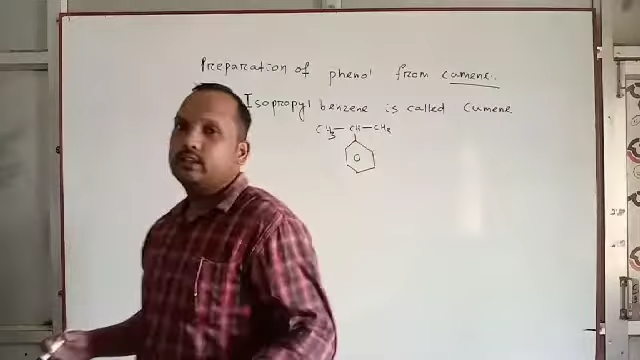 Preparation of phenol from cumene.
Isopropyl benzene is called Cumene
CH3-CH-CH3